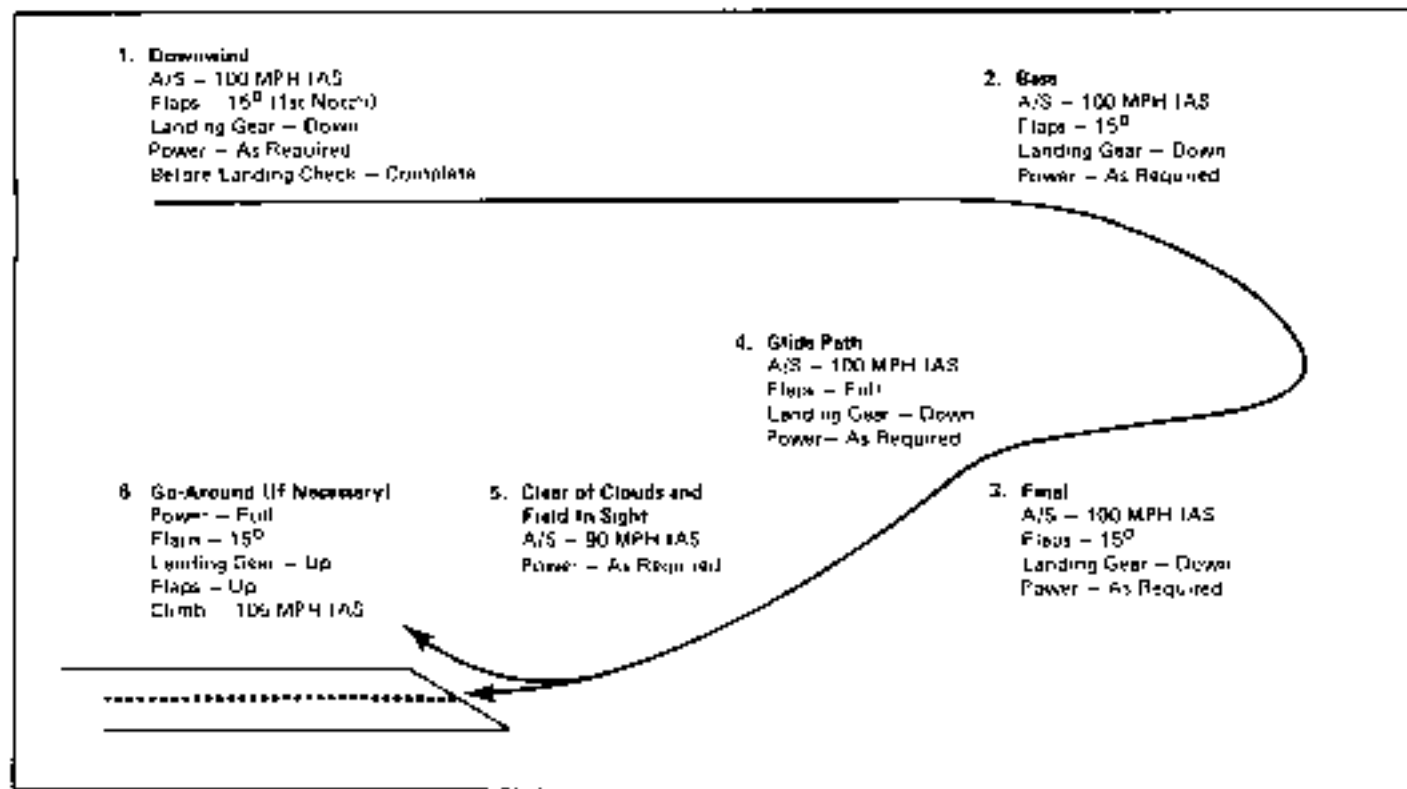 1. Downwind
A/S – 100 MPH IAS
Flaps – 15° (1st Notch)
Landing Gear – Down
Power – As Required
Before Landing Check – Complete
2. Base
A/S – 100 MPH IAS
Flaps – 15°
Landing Gear – Down
Power – As Required
4. Glide Path
A/S – 100 MPH IAS
Flaps – Full
Landing Gear – Down
Power – As Required
6 Go-Around (If Necessary)
Power – Full
Flaps – 15°
Landing Gear – Up
Flaps – Up
Climb – 105 MPH IAS
5. Clear of Clouds and
Field In Sight
A/S – 90 MPH IAS
Power – As Required
3. Final
A/S – 100 MPH IAS
Flaps – 15°
Landing Gear – Down
Power – As Required